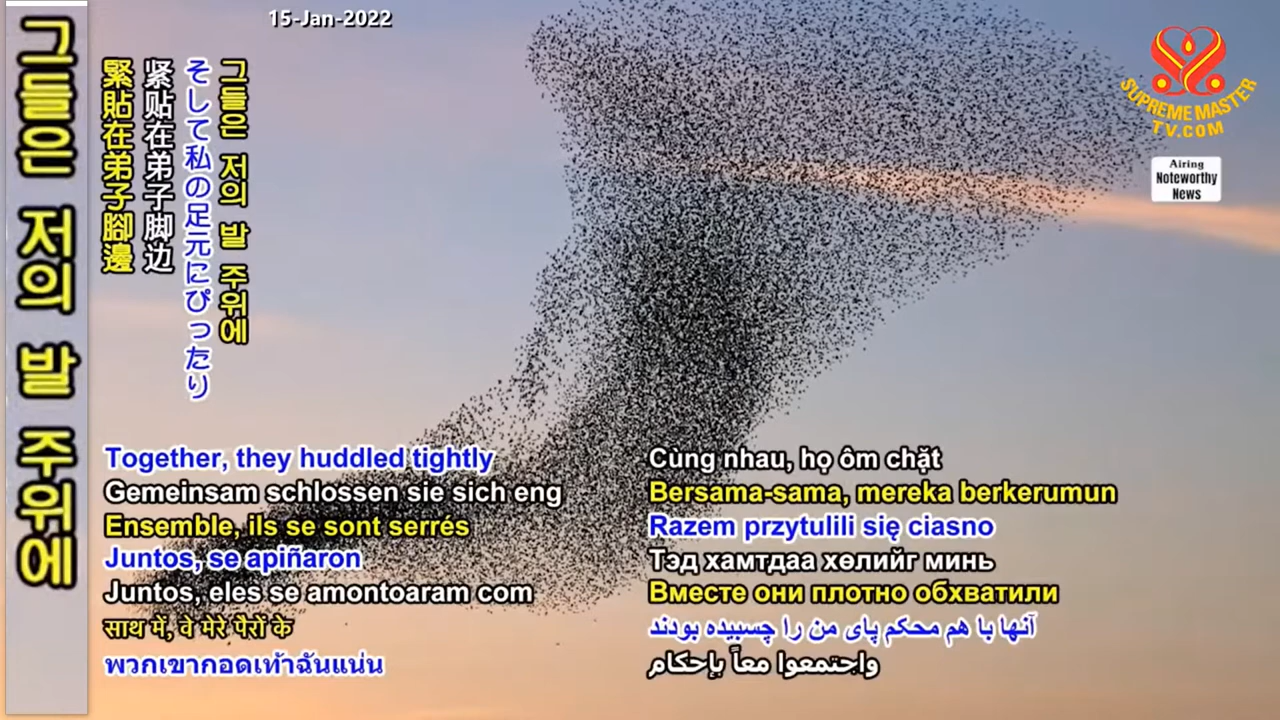 그들은 저의 발 주위에
15-Jan-2022
緊貼在弟子腳邊
紧贴在弟子脚边
そして私の足元にぴったり
그들은 저의 발 주위에
SUPREME MASTER
TV.COM
Airing
Noteworthy
News
Together, they huddled tightly
Gemeinsam schlossen sie sich eng
Ensemble, ils se sont serrés
Juntos, se apiñaron
Juntos, eles se amontoaram com
साथ में, वे मेरे पैरों के
พวกเขากอดเท้าฉันแน่น
Cùng nhau, họ ôm chặt
Bersama-sama, mereka berkerumun
Razem przytulili się ciasno
Тэд хамтдаа хөлийг минь
Вместе они плотно обхватили
آنها با هم محکم پای من را چسبیده بودند
واجتمعوا معاً بإحكام